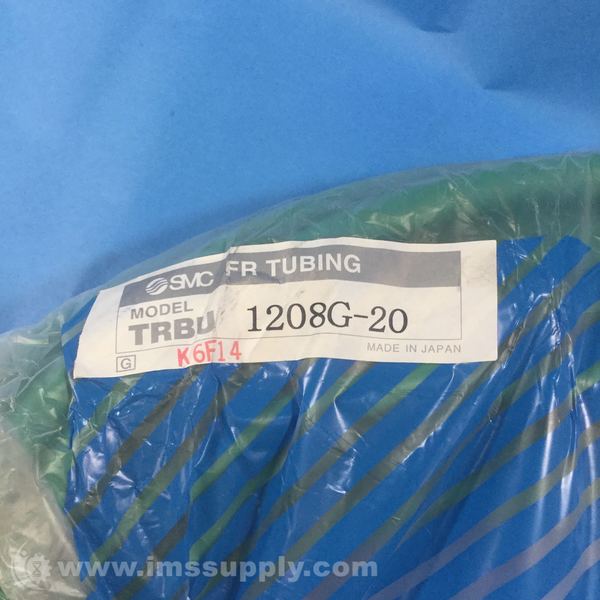 SMC FR TUBING
MODEL
TRBU 1208G-20
G K6F14 MADE IN JAPAN
www.imssupply.com